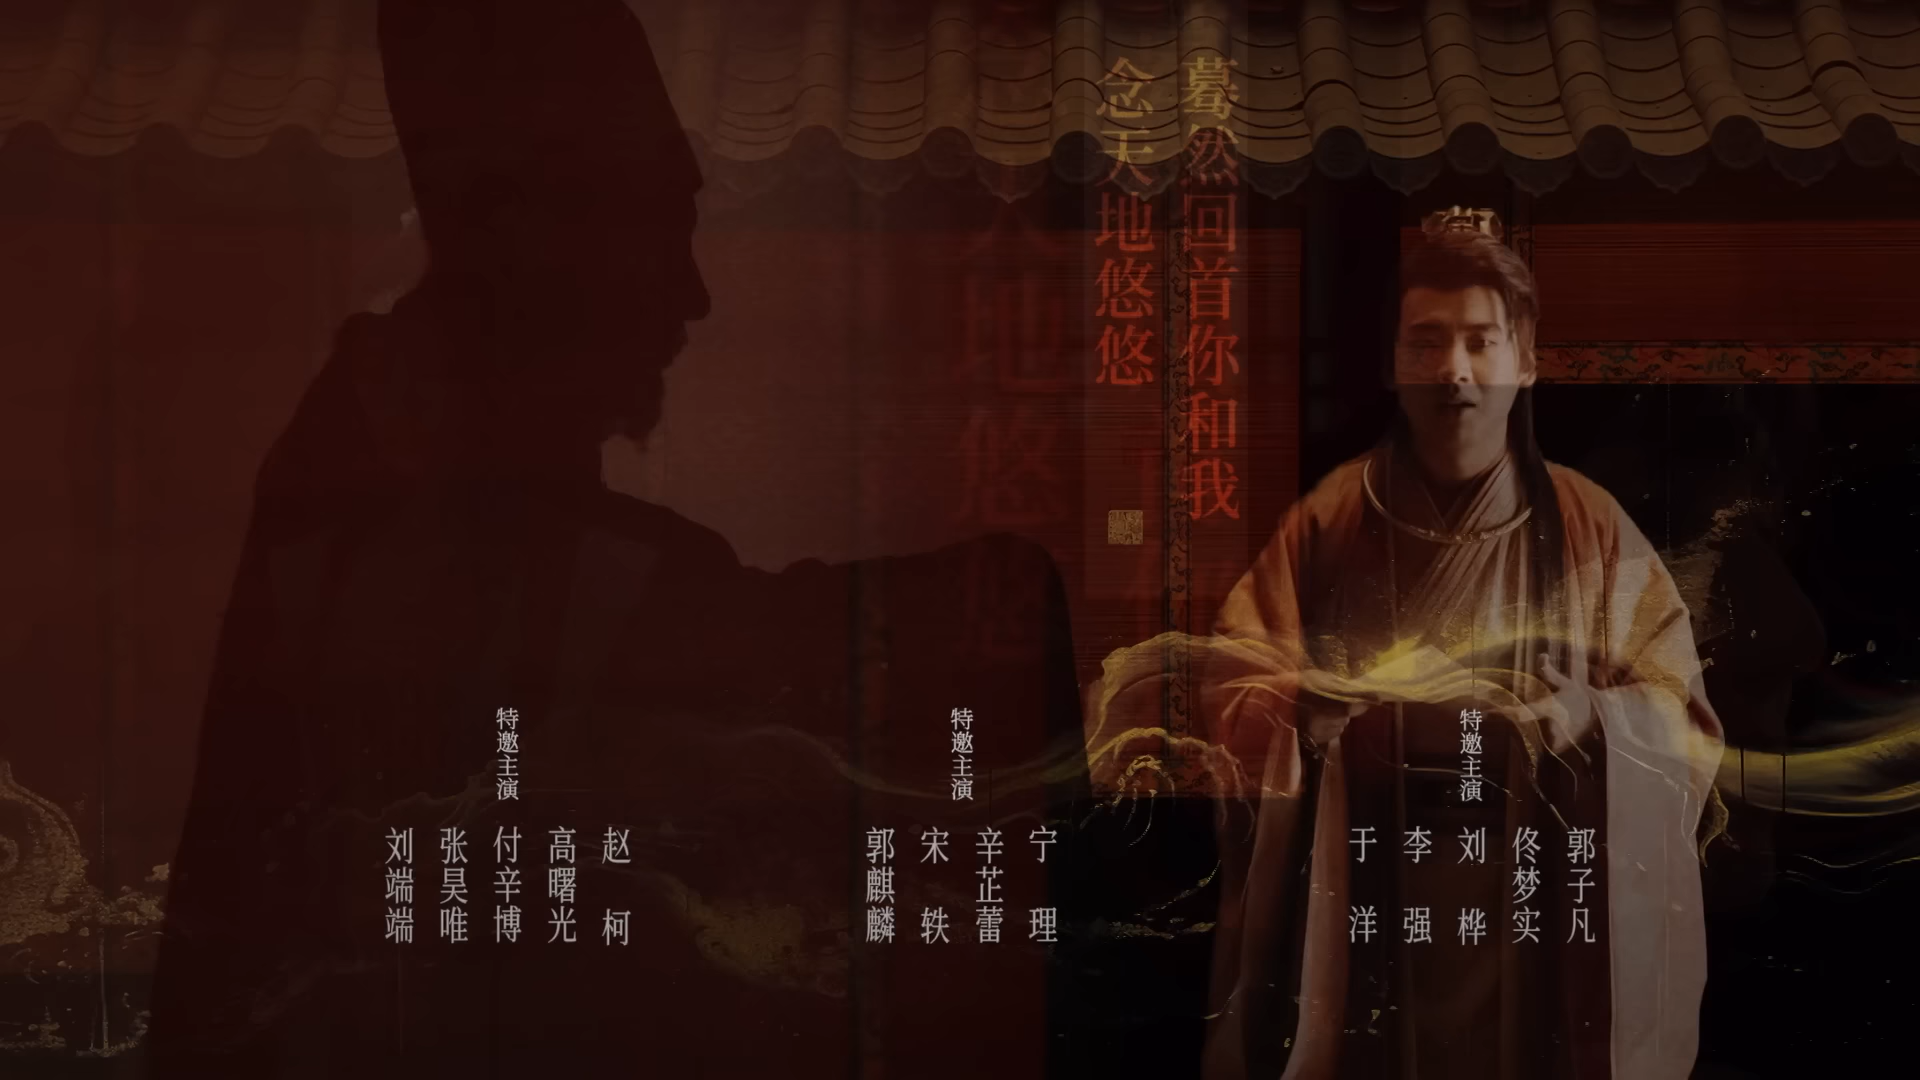 蓦然回首你和我
念天地悠悠
特邀主演
郭子凡
佟梦实
刘桦
李强
于洋
特邀主演
宁理
辛芷蕾
宋轶
郭麒麟
特邀主演
赵柯
高曙光
付辛博
张昊唯
刘端端